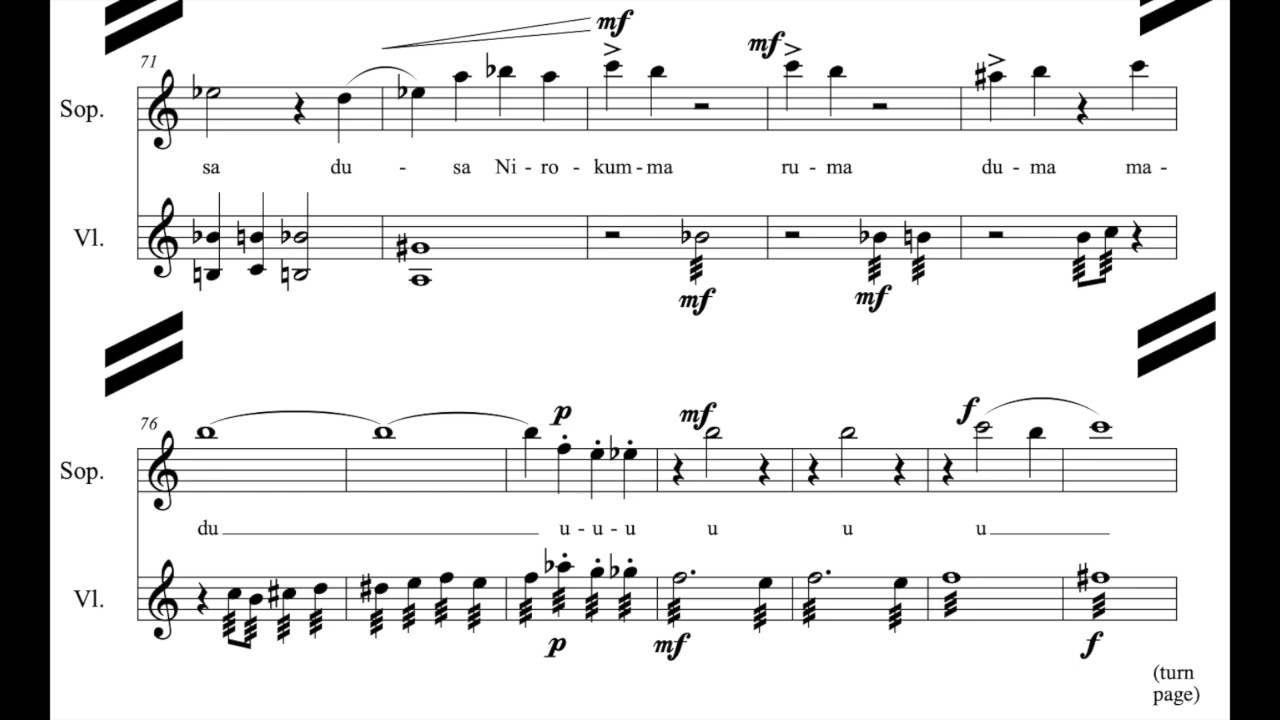 mf
mf
71
Sop.
sa du - sa Ni - ro - kum - ma ru - ma du - ma ma -
Vl.
mf
mf
76
p
mf
f
Sop.
du u - u - u u u u
Vl.
p
mf
f
(turn
page)